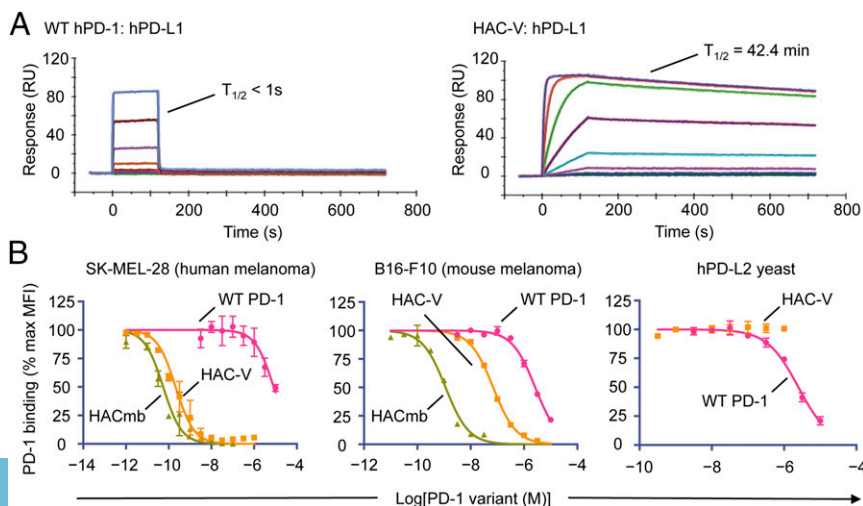 A
WT hPD-1: hPD-L1
HAC-V: hPD-L1
Response (RU)
120
80
40
0
T1/2 < 1s
0 200 400 600 800
Time (s)
Response (RU)
120
80
40
0
T1/2 = 42.4 min
0 200 400 600 800
Time (s)
B
SK-MEL-28 (human melanoma)
B16-F10 (mouse melanoma)
hPD-L2 yeast
PD-1 binding (% max MFI)
125
100
75
50
25
0
WT PD-1
HAC-V
HACmb
−14 −12 −10 −8 −6 −4
125
100
75
50
25
0
HAC-V
WT PD-1
HACmb
−12 −10 −8 −6 −4
125
100
75
50
25
0
HAC-V
WT PD-1
−10 −8 −6 −4
Log[PD-1 variant (M)]